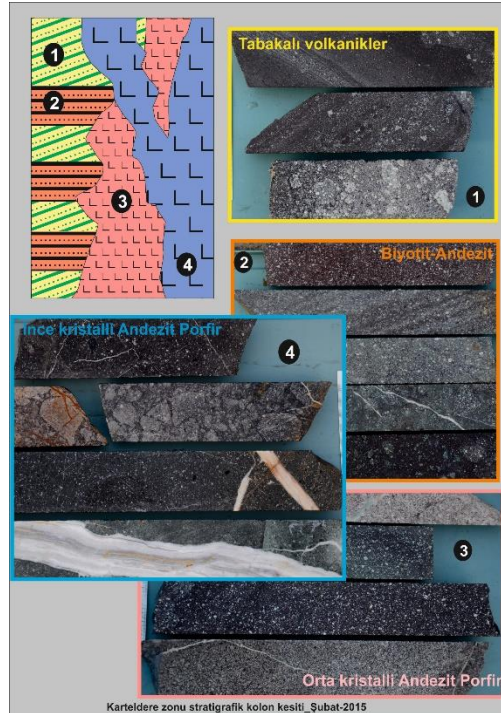 1
2
3
4
Tabakalı volkanikler
1
2
Biyotit-Andezit
İnce kristalli Andezit Porfir
4
3
Orta kristalli Andezit Porfir
Karteldere zonu stratigrafik kolon kesiti_Şubat-2015